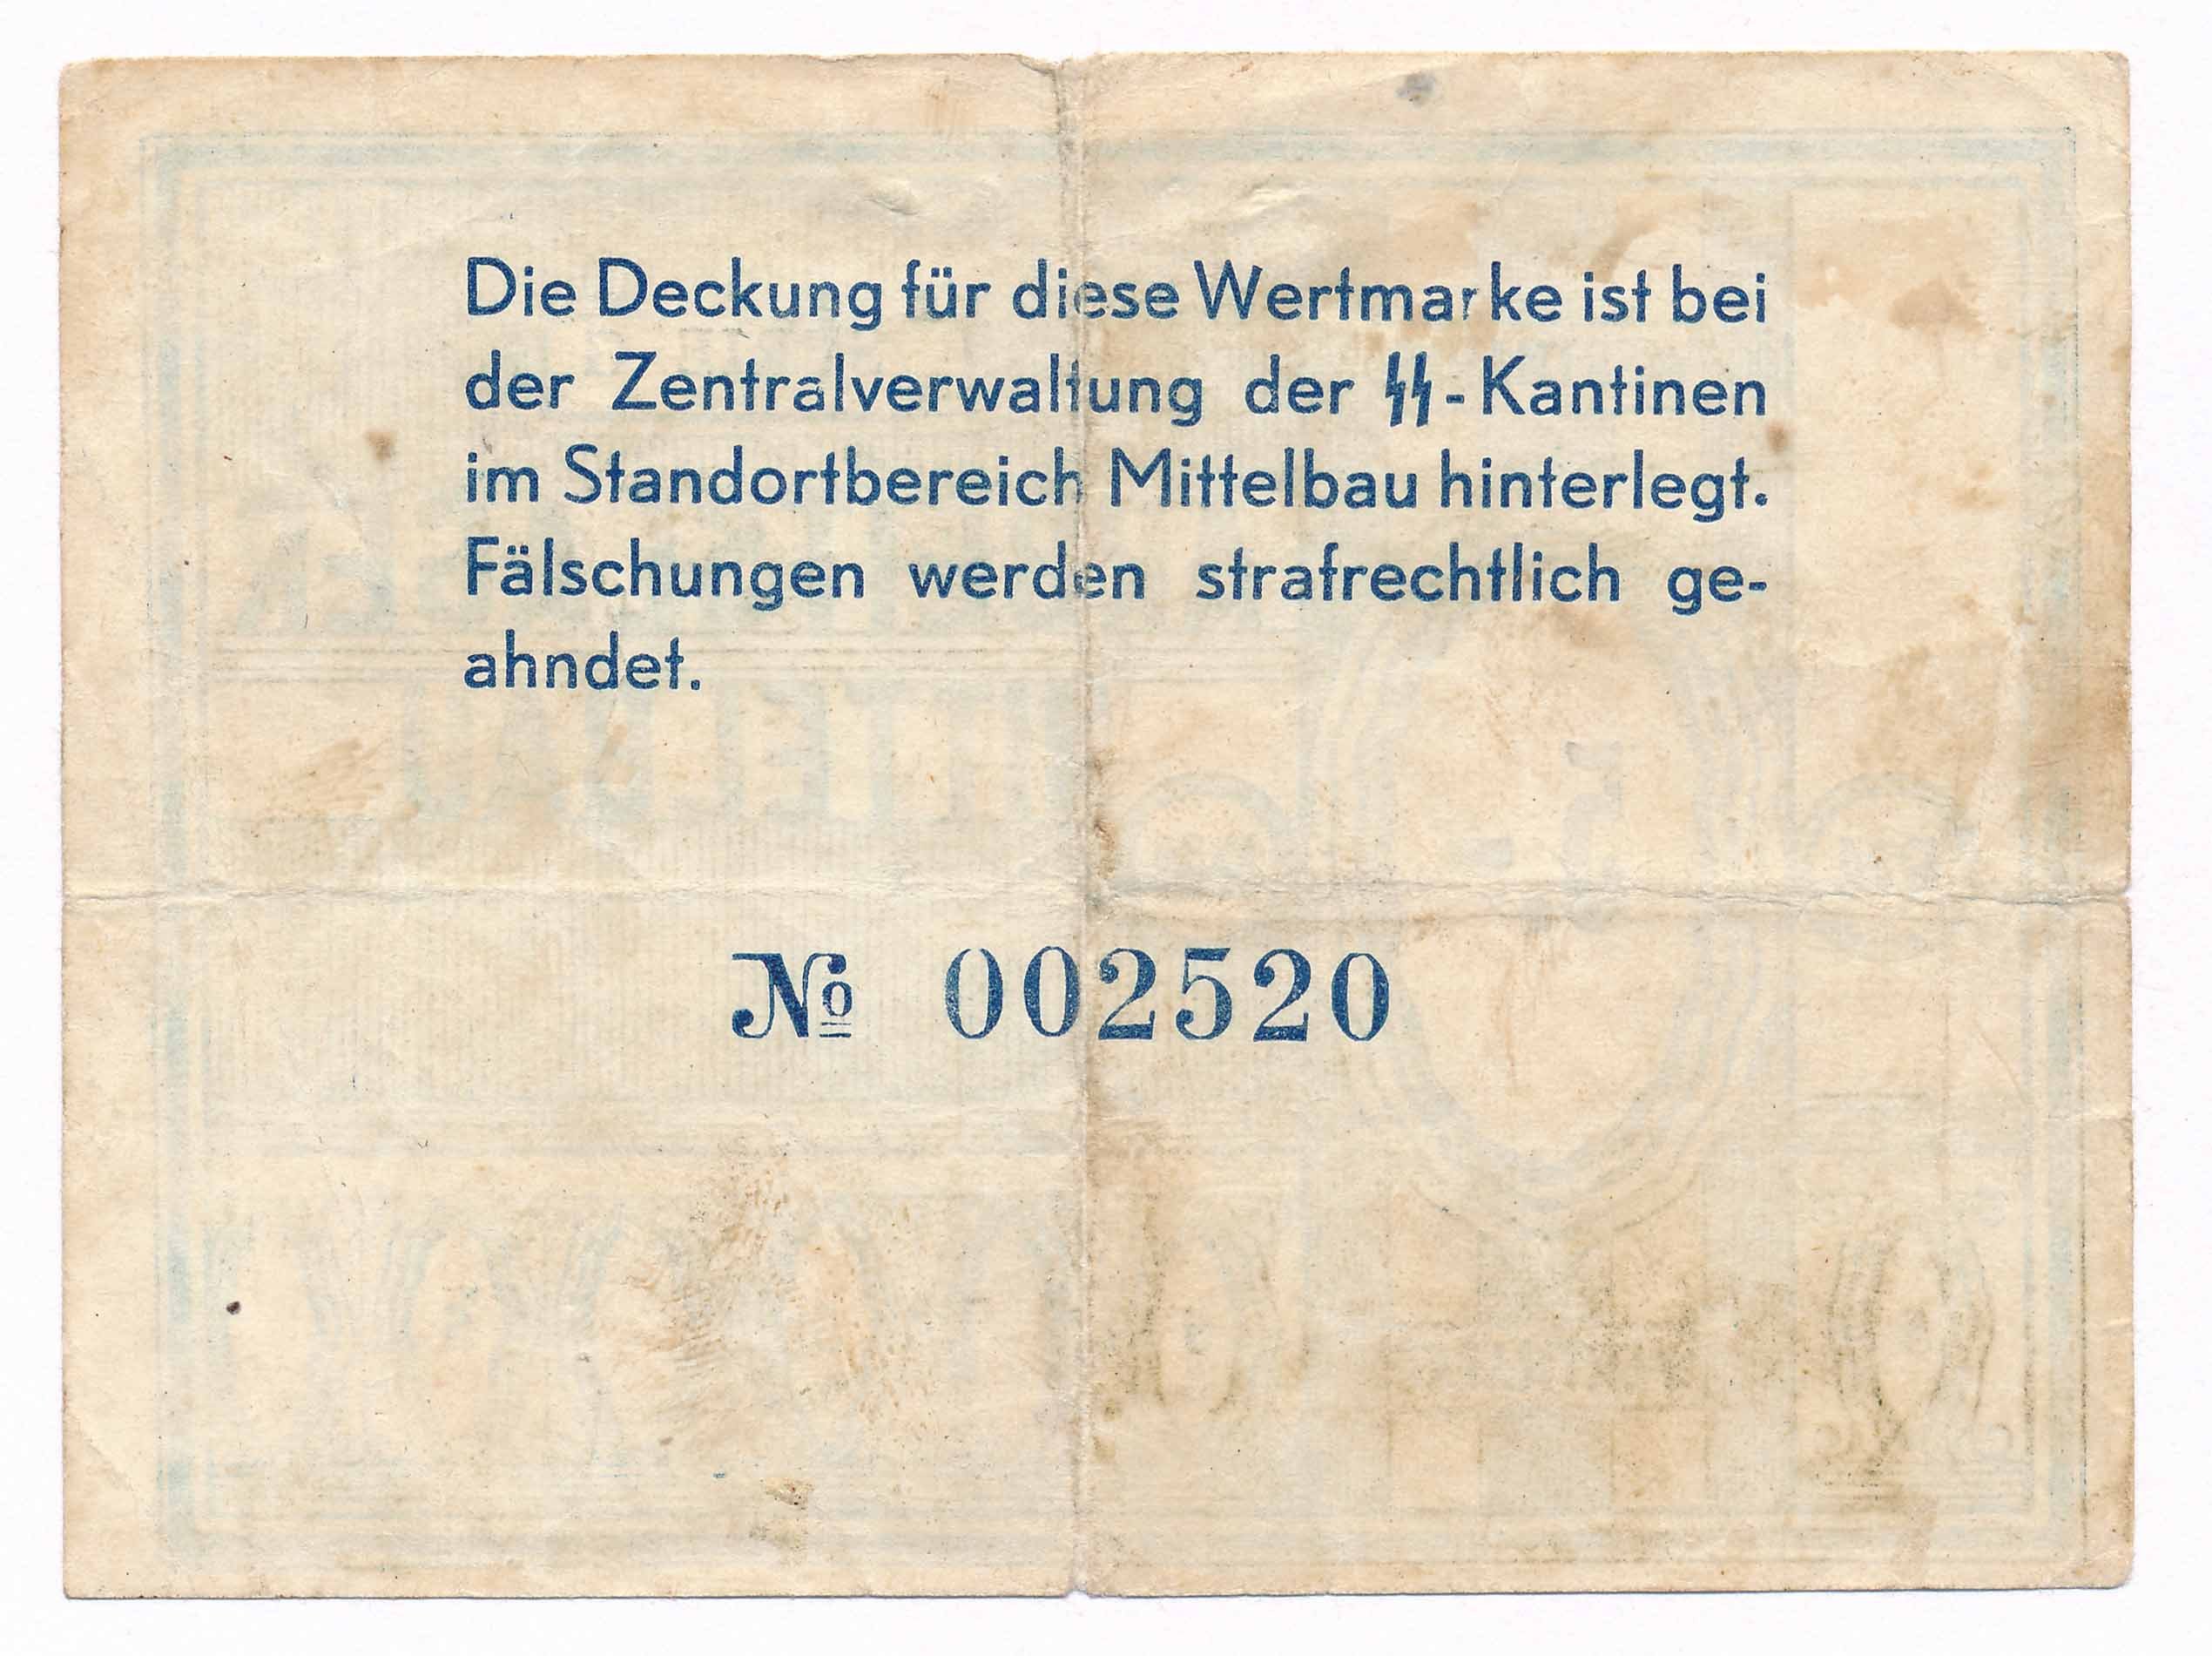 Die Deckung für diese Wertmarke ist bei
der Zentralverwaltung der ᛋᛋ-Kantinen
im Standortbereich Mittelbau hinterlegt.
Fälschungen werden strafrechtlich ge-
ahndet.
№ 002520